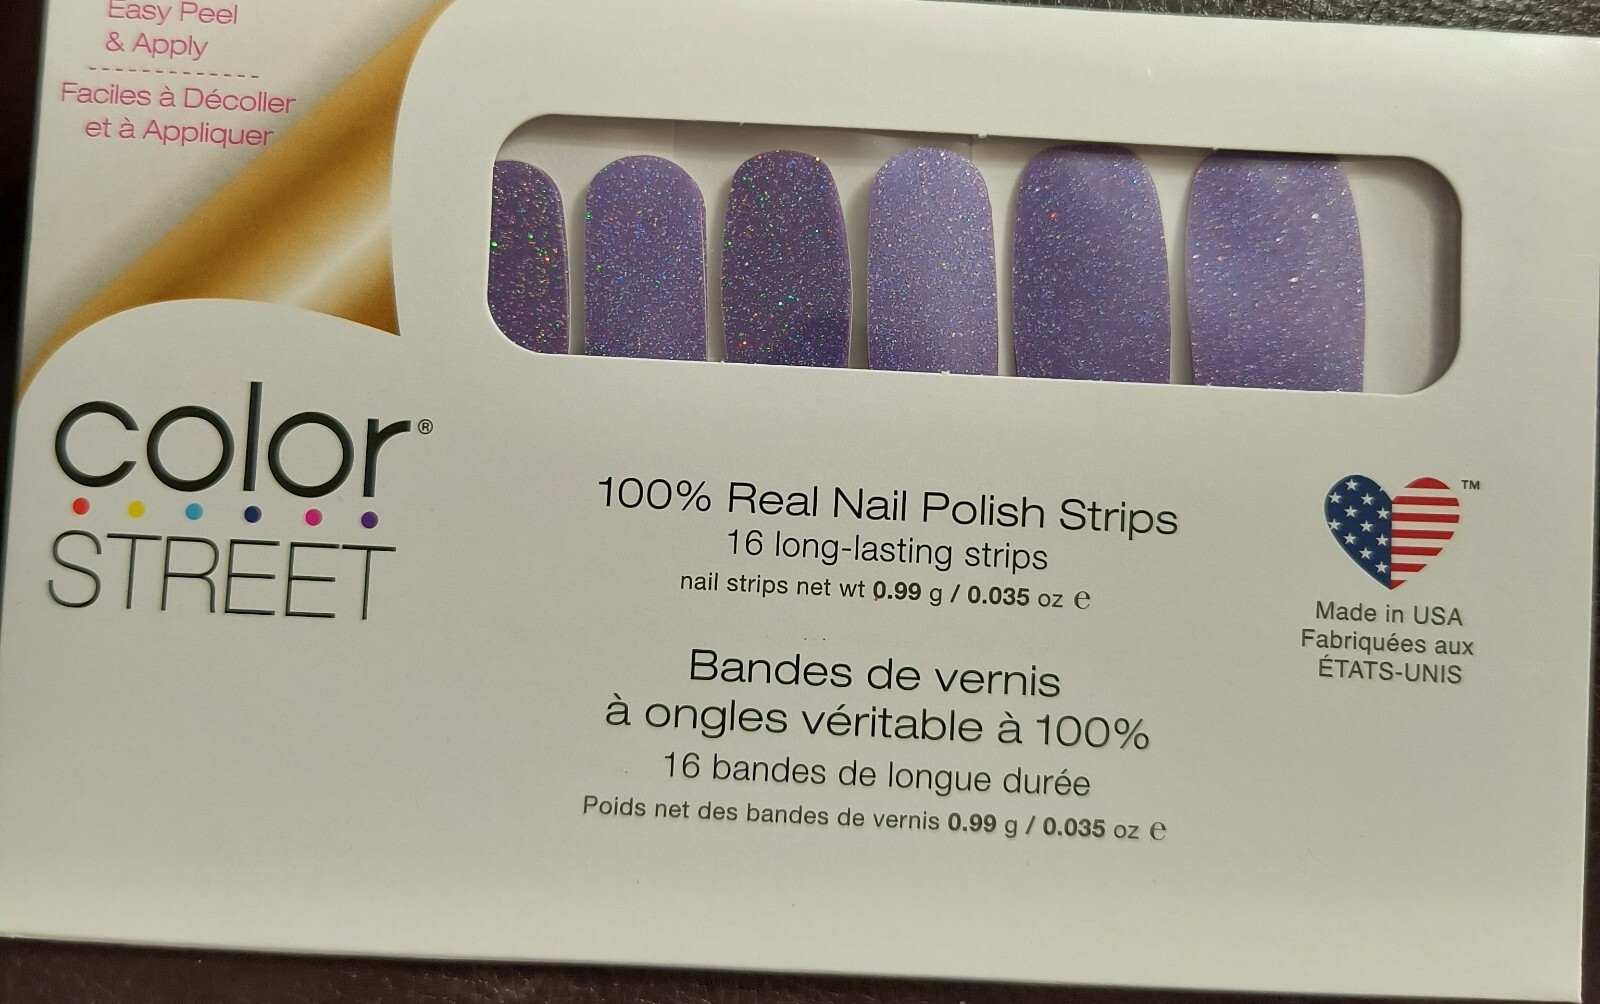 Easy Peel
& Apply
Faciles à Décoller
et à Appliquer
color®
STREET
100% Real Nail Polish Strips
16 long-lasting strips
nail strips net wt 0.99 g / 0.035 oz ℮
Bandes de vernis
à ongles véritable à 100%
16 bandes de longue durée
Poids net des bandes de vernis 0.99 g / 0.035 oz ℮
TM
Made in USA
Fabriquées aux
ÉTATS-UNIS